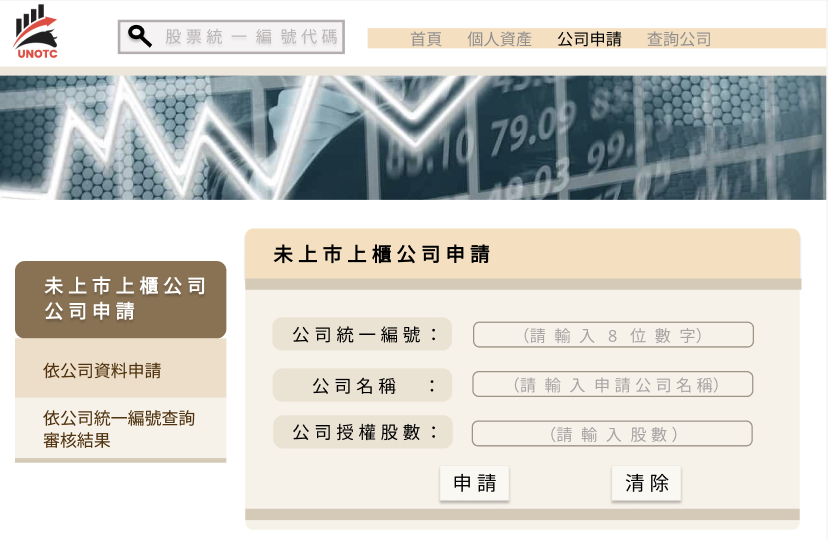 UNOTC
股票統一編號代碼
首頁 個人資產 公司申請 查詢公司
89.10 79.09
99.
49.03
未上市上櫃公司
公司申請
依公司資料申請
依公司統一編號查詢
審核結果
未上市上櫃公司申請
公司統一編號： (請輸入8位數字)
公司名稱 ： (請輸入申請公司名稱)
公司授權股數： (請輸入股數)
申請 清除